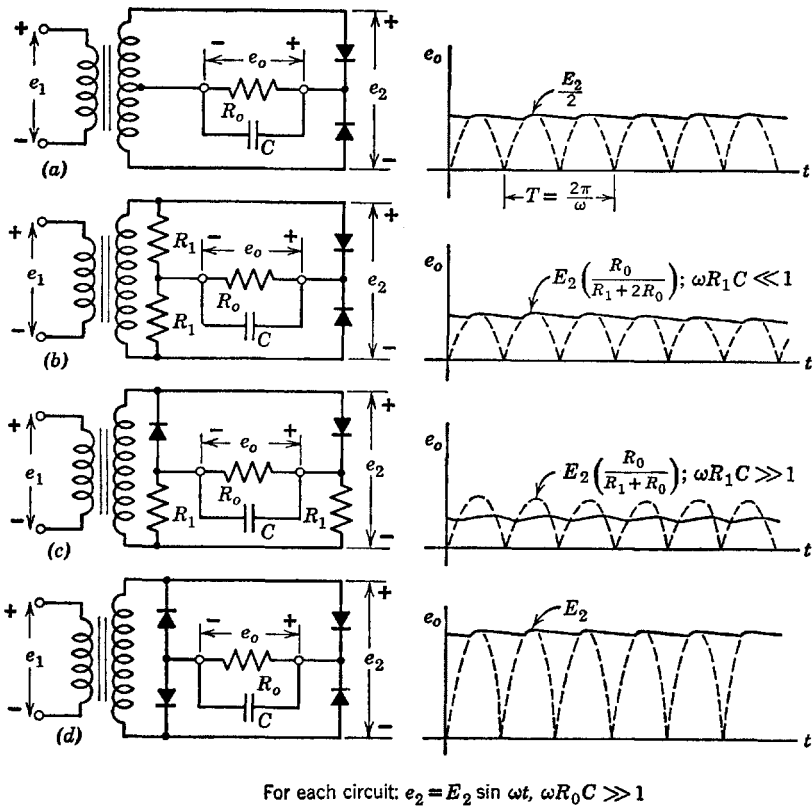 + + − + e₁ eₒ Rₒ C e₂ − −
(a)
eₒ E₂/2 t
T = 2π/ω
+ + − + R₁ eₒ Rₒ C R₁ e₂ − −
(b)
eₒ E₂(R₀/(R₁ + 2R₀)); ωR₁C ≪ 1 t
+ + − + eₒ Rₒ C R₁ R₁ e₁ e₂ − −
(c)
eₒ E₂(R₀/(R₁ + R₀)); ωR₁C ≫ 1 t
+ + − + e₁ eₒ Rₒ C e₂ − −
(d)
eₒ E₂ t
For each circuit: e₂ = E₂ sin ωt, ωR₀C ≫ 1